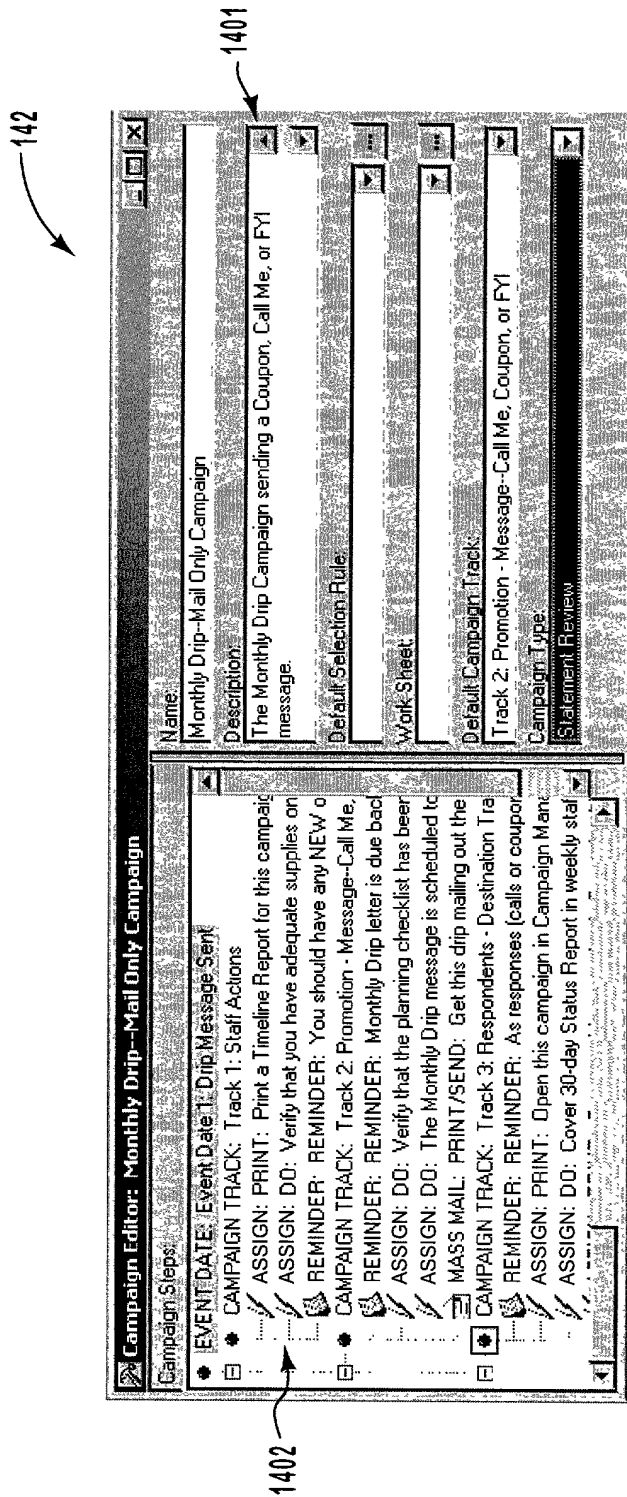 142
Campaign Editor: Monthly Drip--Mail Only Campaign
Campaign Steps:
EVENT DATE: Event Date 1: Drip Message Sent
CAMPAIGN TRACK: Track 1: Staff Actions
ASSIGN: PRINT: Print a Timeline Report for this campaig
ASSIGN: DO: Verify that you have adequate supplies on
REMINDER: REMINDER: You should have any NEW o
CAMPAIGN TRACK: Track 2: Promotion - Message--Call Me,
REMINDER: REMINDER: Monthly Drip letter is due back
ASSIGN: DO: Verify that the planning checklist has been
ASSIGN: DO: The Monthly Drip message is scheduled to
MASS MAIL: PRINT/SEND: Get this drip mailing out the
CAMPAIGN TRACK: Track 3: Respondents - Destination Tra
REMINDER: REMINDER: As responses (calls or coupon
ASSIGN: PRINT: Open this campaign in Campaign Mana
ASSIGN: DO: Cover 30-day Status Report in weekly staf
1402
Name:
Monthly Drip--Mail Only Campaign
Description:
The Monthly Drip Campaign sending a Coupon, Call Me, or FYI
message.
1401
Default Selection Rule:
...
Work Sheet:
...
Default Campaign Track:
Track 2: Promotion - Message--Call Me, Coupon, or FYI
Campaign Type:
Statement Review